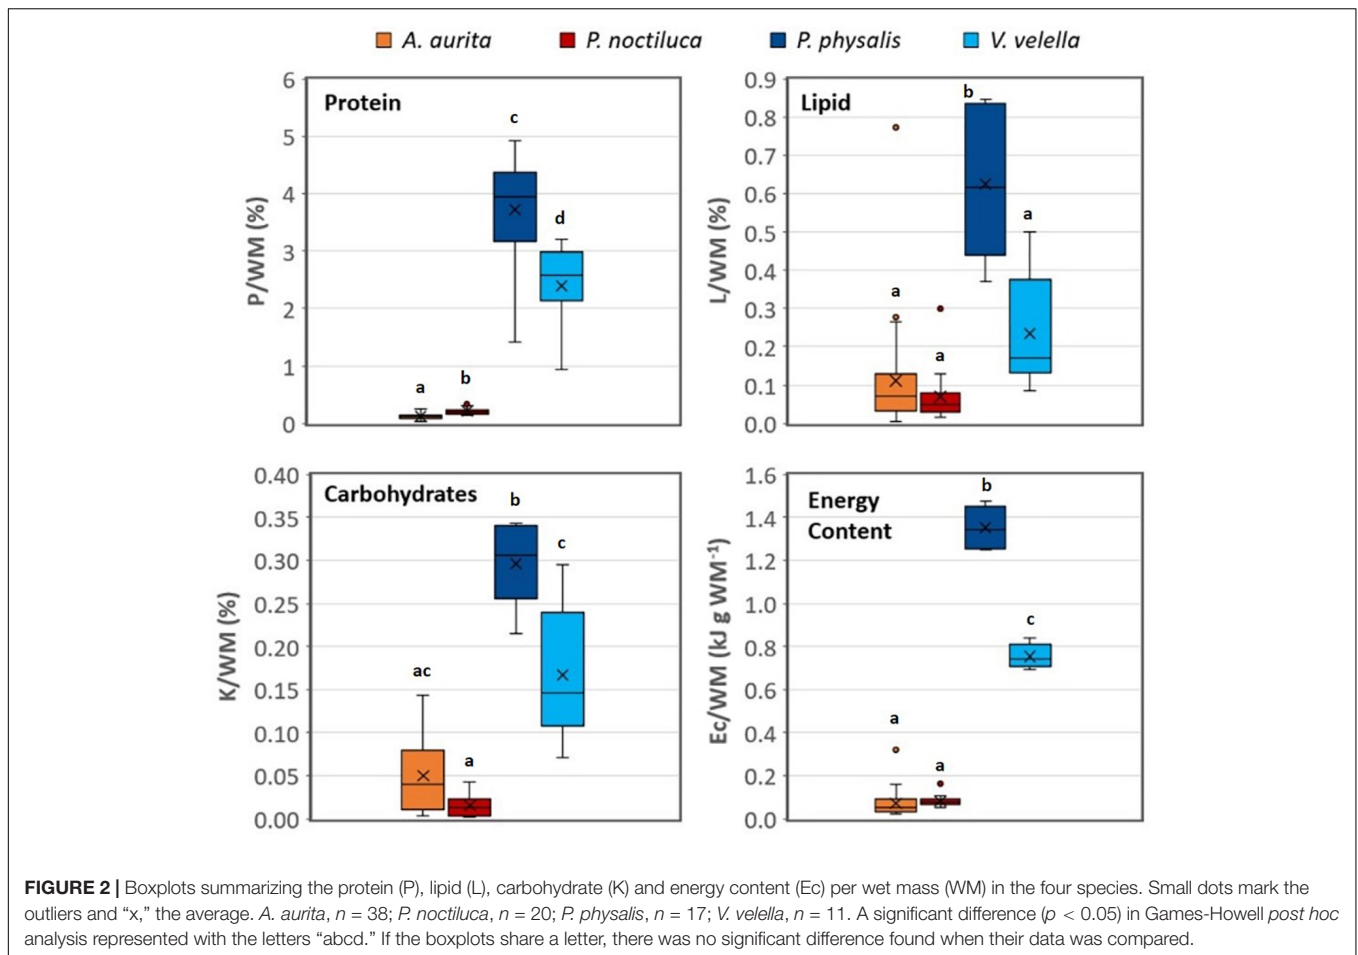 A. aurita P. noctiluca P. physalis V. velella
Protein
P/WM (%)
6
5
4
3
2
1
0
a
b
c
d
Lipid
L/WM (%)
0.9
0.8
0.7
0.6
0.5
0.4
0.3
0.2
0.1
0.0
a
a
b
a
Carbohydrates
K/WM (%)
0.40
0.35
0.30
0.25
0.20
0.15
0.10
0.05
0.00
ac
a
b
c
Energy
Content
Ec/WM (kJ g WM⁻¹)
1.6
1.4
1.2
1.0
0.8
0.6
0.4
0.2
0.0
a
a
b
c
FIGURE 2 | Boxplots summarizing the protein (P), lipid (L), carbohydrate (K) and energy content (Ec) per wet mass (WM) in the four species. Small dots mark the
outliers and “x,” the average. A. aurita, n = 38; P. noctiluca, n = 20; P. physalis, n = 17; V. velella, n = 11. A significant difference (p < 0.05) in Games-Howell post hoc
analysis represented with the letters “abcd.” If the boxplots share a letter, there was no significant difference found when their data was compared.